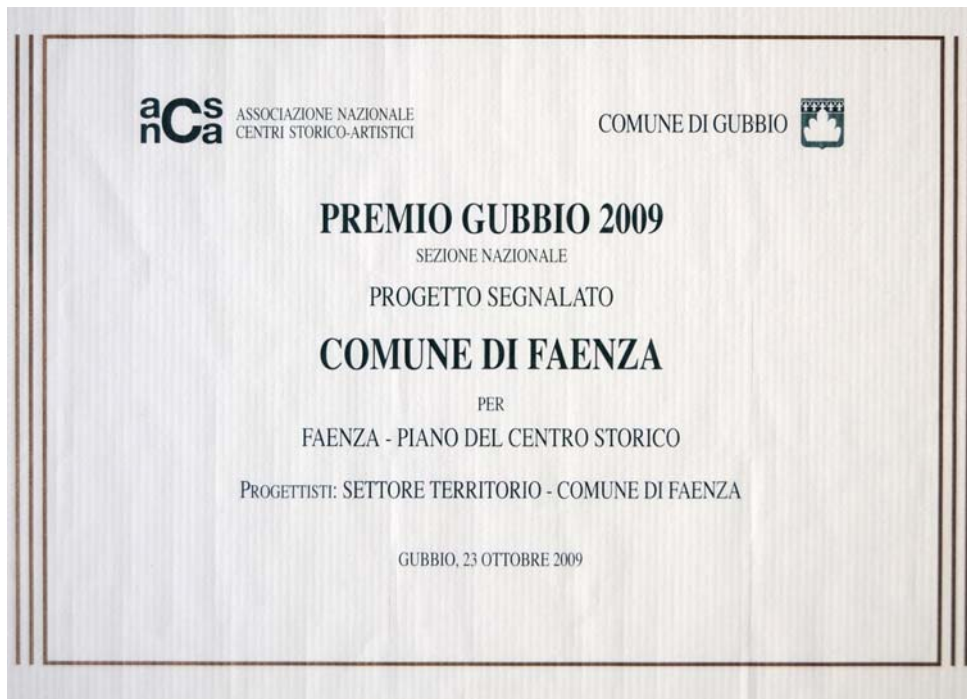 acs
nca
ASSOCIAZIONE NAZIONALE
CENTRI STORICO-ARTISTICI
COMUNE DI GUBBIO
PREMIO GUBBIO 2009
SEZIONE NAZIONALE
PROGETTO SEGNALATO
COMUNE DI FAENZA
PER
FAENZA - PIANO DEL CENTRO STORICO
PROGETTISTI: SETTORE TERRITORIO - COMUNE DI FAENZA
GUBBIO, 23 OTTOBRE 2009